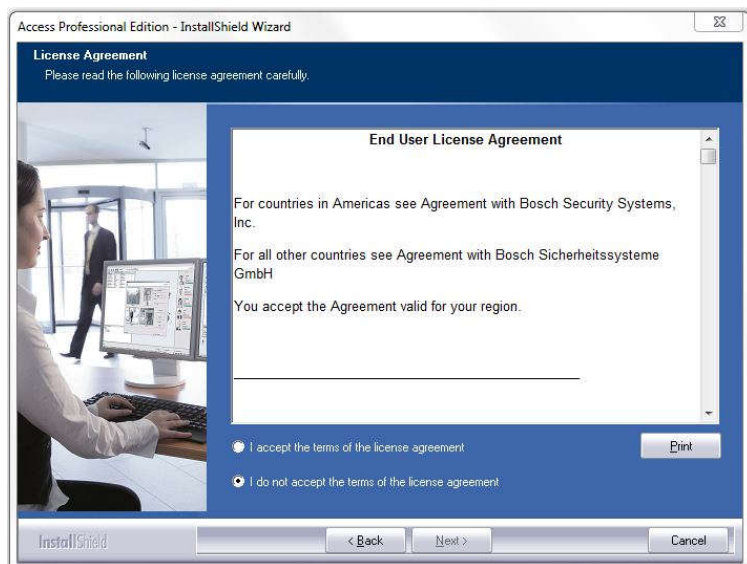 Access Professional Edition - InstallShield Wizard
License Agreement
Please read the following license agreement carefully.
End User License Agreement
For countries in Americas see Agreement with Bosch Security Systems,
Inc.
For all other countries see Agreement with Bosch Sicherheitssysteme
GmbH
You accept the Agreement valid for your region.
I accept the terms of the license agreement
Print
I do not accept the terms of the license agreement
InstallShield
< Back
Next >
Cancel